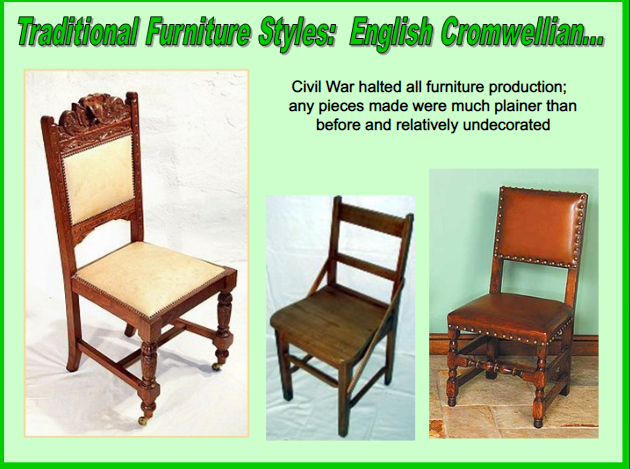 Traditional Furniture Styles:  English Cromwellian...
Civil War halted all furniture production;
any pieces made were much plainer than
before and relatively undecorated